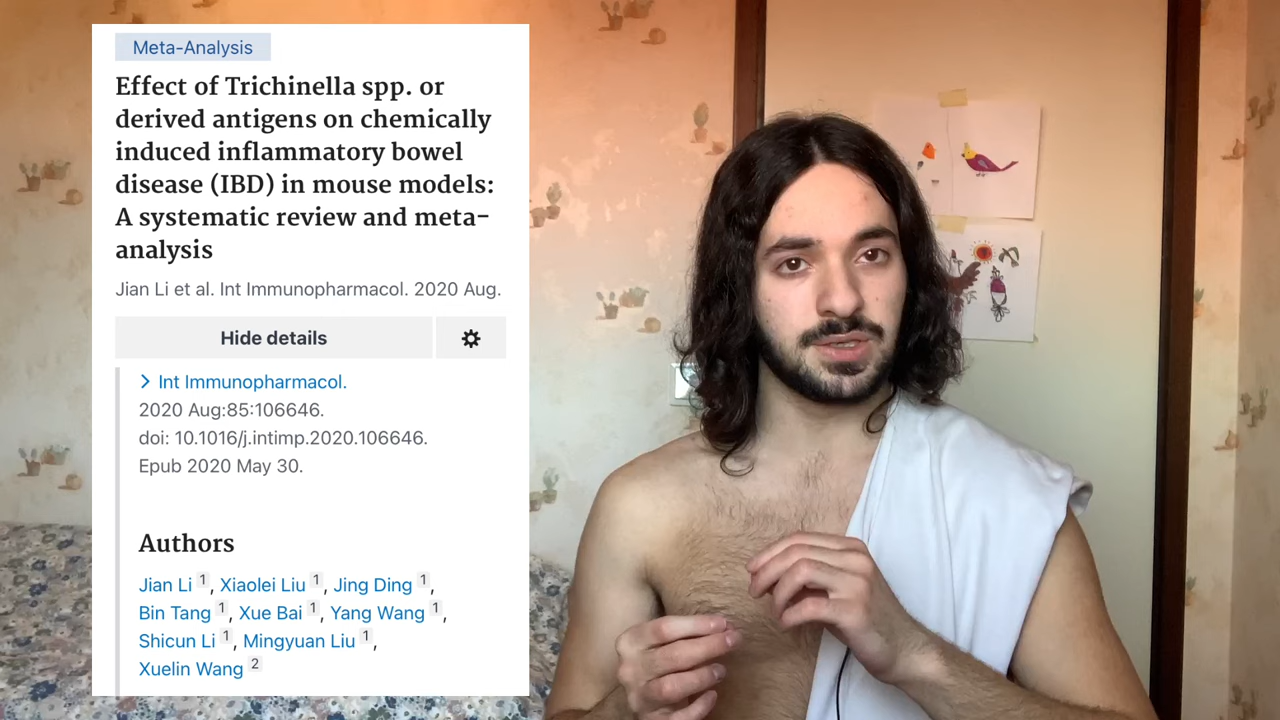 Meta-Analysis
Effect of Trichinella spp. or
derived antigens on chemically
induced inflammatory bowel
disease (IBD) in mouse models:
A systematic review and meta-
analysis
Jian Li et al. Int Immunopharmacol. 2020 Aug.
Hide details
> Int Immunopharmacol.
2020 Aug:85:106646.
doi: 10.1016/j.intimp.2020.106646.
Epub 2020 May 30.
Authors
Jian Li 1, Xiaolei Liu 1, Jing Ding 1,
Bin Tang 1, Xue Bai 1, Yang Wang 1,
Shicun Li 1, Mingyuan Liu 1,
Xuelin Wang 2